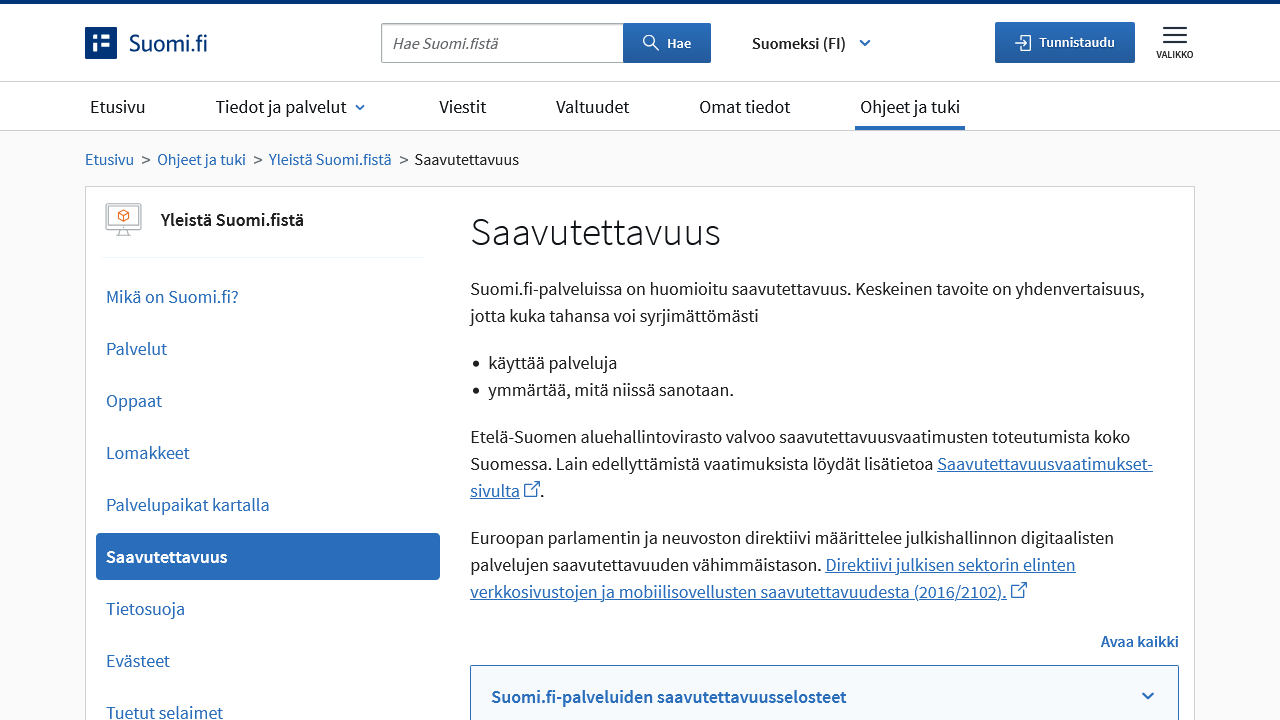 Suomi.fi
Hae Suomi.fistä
Hae
Suomeksi (FI)
Tunnistaudu
VALIKKO
Etusivu
Tiedot ja palvelut
Viestit
Valtuudet
Omat tiedot
Ohjeet ja tuki
Etusivu > Ohjeet ja tuki > Yleistä Suomi.fistä > Saavutettavuus
Yleistä Suomi.fistä
Mikä on Suomi.fi?
Palvelut
Oppaat
Lomakkeet
Palvelupaikat kartalla
Saavutettavuus
Tietosuoja
Evästeet
Tuetut selaimet
Saavutettavuus
Suomi.fi-palveluissa on huomioitu saavutettavuus. Keskeinen tavoite on yhdenvertaisuus,
jotta kuka tahansa voi syrjimättömästi
• käyttää palveluja
• ymmärtää, mitä niissä sanotaan.
Etelä-Suomen aluehallintovirasto valvoo saavutettavuusvaatimusten toteutumista koko
Suomessa. Lain edellyttämistä vaatimuksista löydät lisätietoa Saavutettavuusvaatimukset-
sivulta.
Euroopan parlamentin ja neuvoston direktiivi määrittelee julkishallinnon digitaalisten
palvelujen saavutettavuuden vähimmäistason. Direktiivi julkisen sektorin elinten
verkkosivustojen ja mobiilisovellusten saavutettavuudesta (2016/2102).
Avaa kaikki
Suomi.fi-palveluiden saavutettavuusselosteet